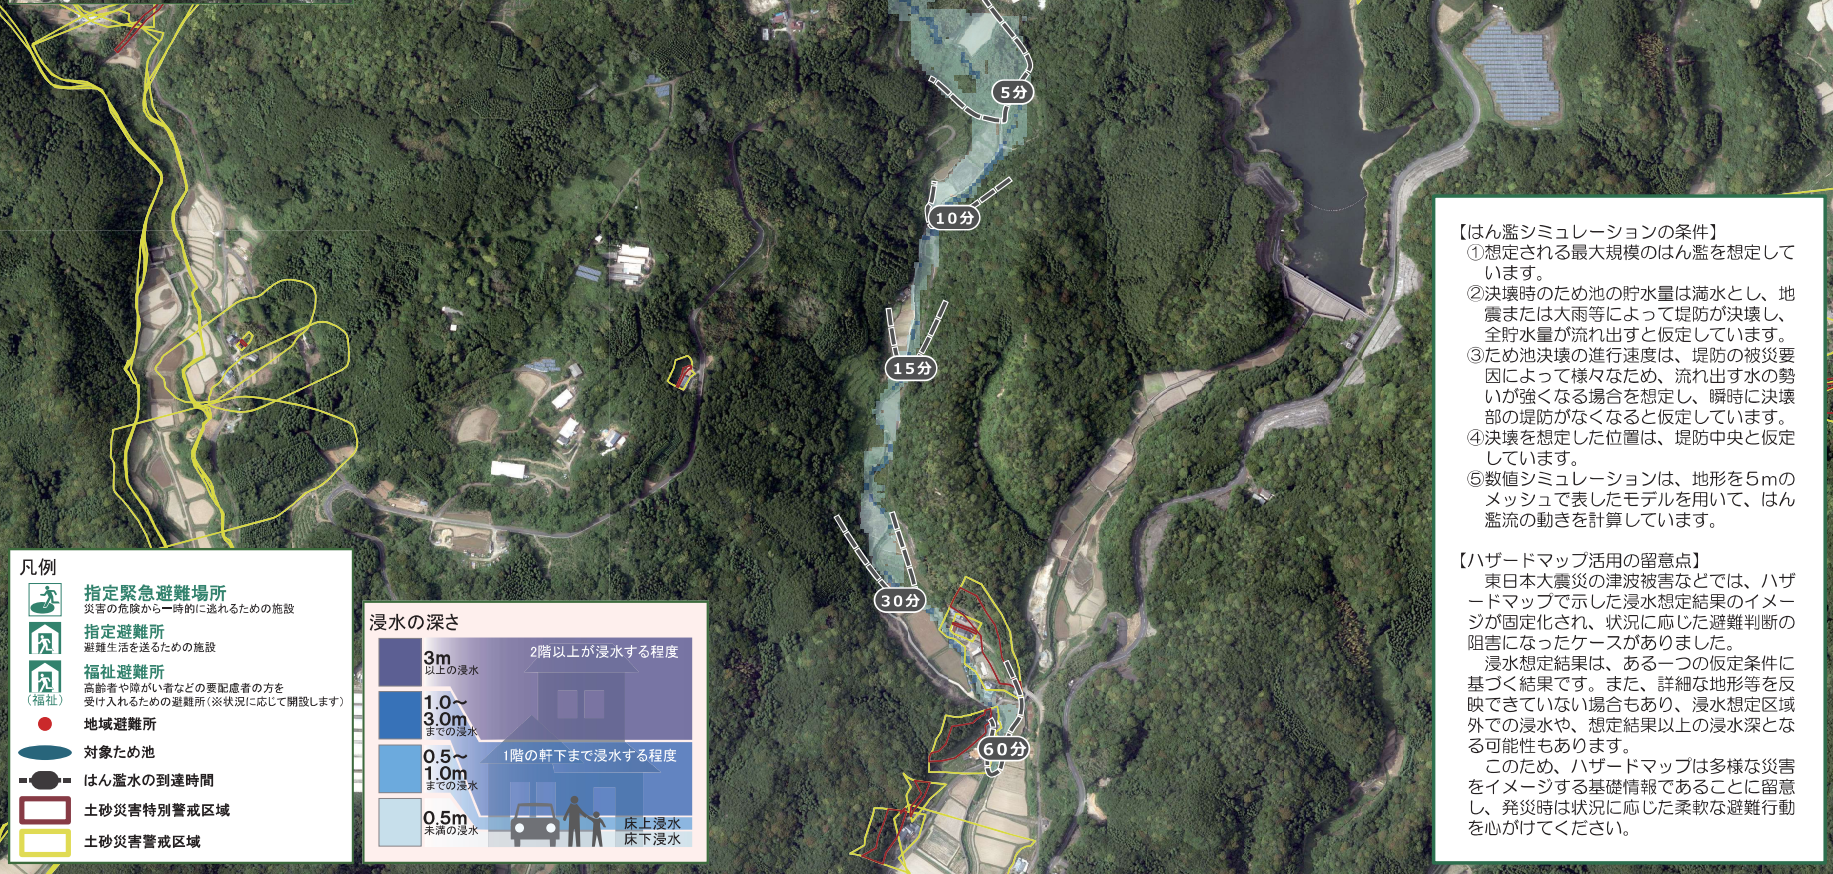 5分
10分
15分
30分
60分
凡例
指定緊急避難場所
災害の危険から一時的に逃れるための施設
指定避難所
避難生活を送るための施設
福祉避難所
(福祉)
高齢者や障がい者などの要配慮者の方を
受け入れるための避難所(※状況に応じて開設します)
地域避難所
対象ため池
はん濫水の到達時間
土砂災害特別警戒区域
土砂災害警戒区域
浸水の深さ
3m
以上の浸水
2階以上が浸水する程度
1.0〜
3.0m
までの浸水
0.5〜
1.0m
までの浸水
1階の軒下まで浸水する程度
0.5m
未満の浸水
床上浸水
床下浸水
【はん濫シミュレーションの条件】
①想定される最大規模のはん濫を想定して
います。
②決壊時のため池の貯水量は満水とし、地
震または大雨等によって堤防が決壊し、
全貯水量が流れ出すと仮定しています。
③ため池決壊の進行速度は、堤防の被災要
因によって様々なため、流れ出す水の勢
いが強くなる場合を想定し、瞬時に決壊
部の堤防がなくなると仮定しています。
④決壊を想定した位置は、堤防中央と仮定
しています。
⑤数値シミュレーションは、地形を5mの
メッシュで表したモデルを用いて、はん
濫流の動きを計算しています。
【ハザードマップ活用の留意点】
東日本大震災の津波被害などでは、ハザ
ードマップで示した浸水想定結果のイメー
ジが固定化され、状況に応じた避難判断の
阻害になったケースがありました。
浸水想定結果は、ある一つの仮定条件に
基づく結果です。また、詳細な地形等を反
映できていない場合もあり、浸水想定区域
外での浸水や、想定結果以上の浸水深とな
る可能性もあります。
このため、ハザードマップは多様な災害
をイメージする基礎情報であることに留意
し、発災時は状況に応じた柔軟な避難行動
を心がけてください。